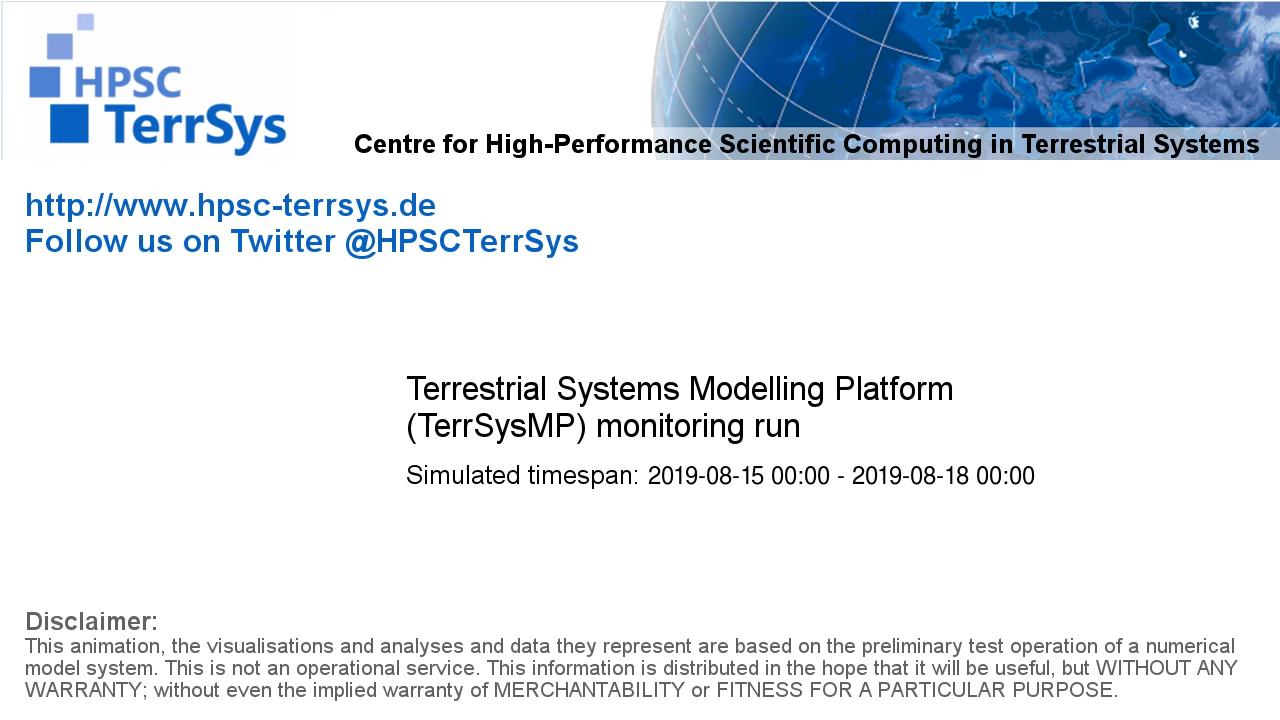 HPSC
TerrSys
Centre for High-Performance Scientific Computing in Terrestrial Systems
http://www.hpsc-terrsys.de
Follow us on Twitter @HPSCTerrSys
Terrestrial Systems Modelling Platform
(TerrSysMP) monitoring run
Simulated timespan: 2019-08-15 00:00 - 2019-08-18 00:00
Disclaimer:
This animation, the visualisations and analyses and data they represent are based on the preliminary test operation of a numerical
model system. This is not an operational service. This information is distributed in the hope that it will be useful, but WITHOUT ANY
WARRANTY; without even the implied warranty of MERCHANTABILITY or FITNESS FOR A PARTICULAR PURPOSE.